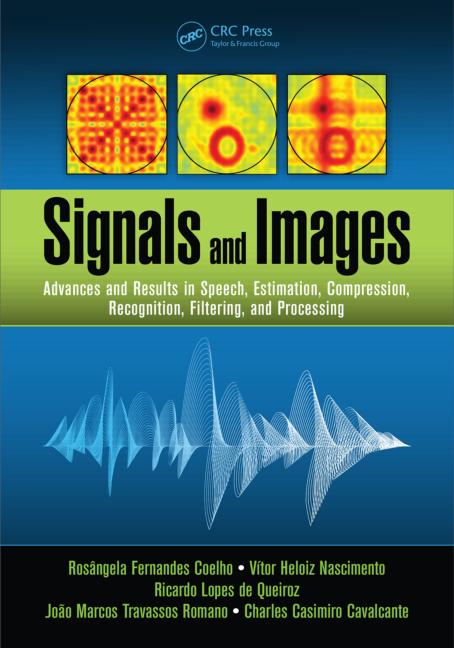 CRC
CRC Press
Taylor & Francis Group
Signals and Images
Advances and Results in Speech, Estimation, Compression,
Recognition, Filtering, and Processing
Rosângela Fernandes Coelho • Vítor Heloiz Nascimento
Ricardo Lopes de Queiroz
João Marcos Travassos Romano • Charles Casimiro Cavalcante